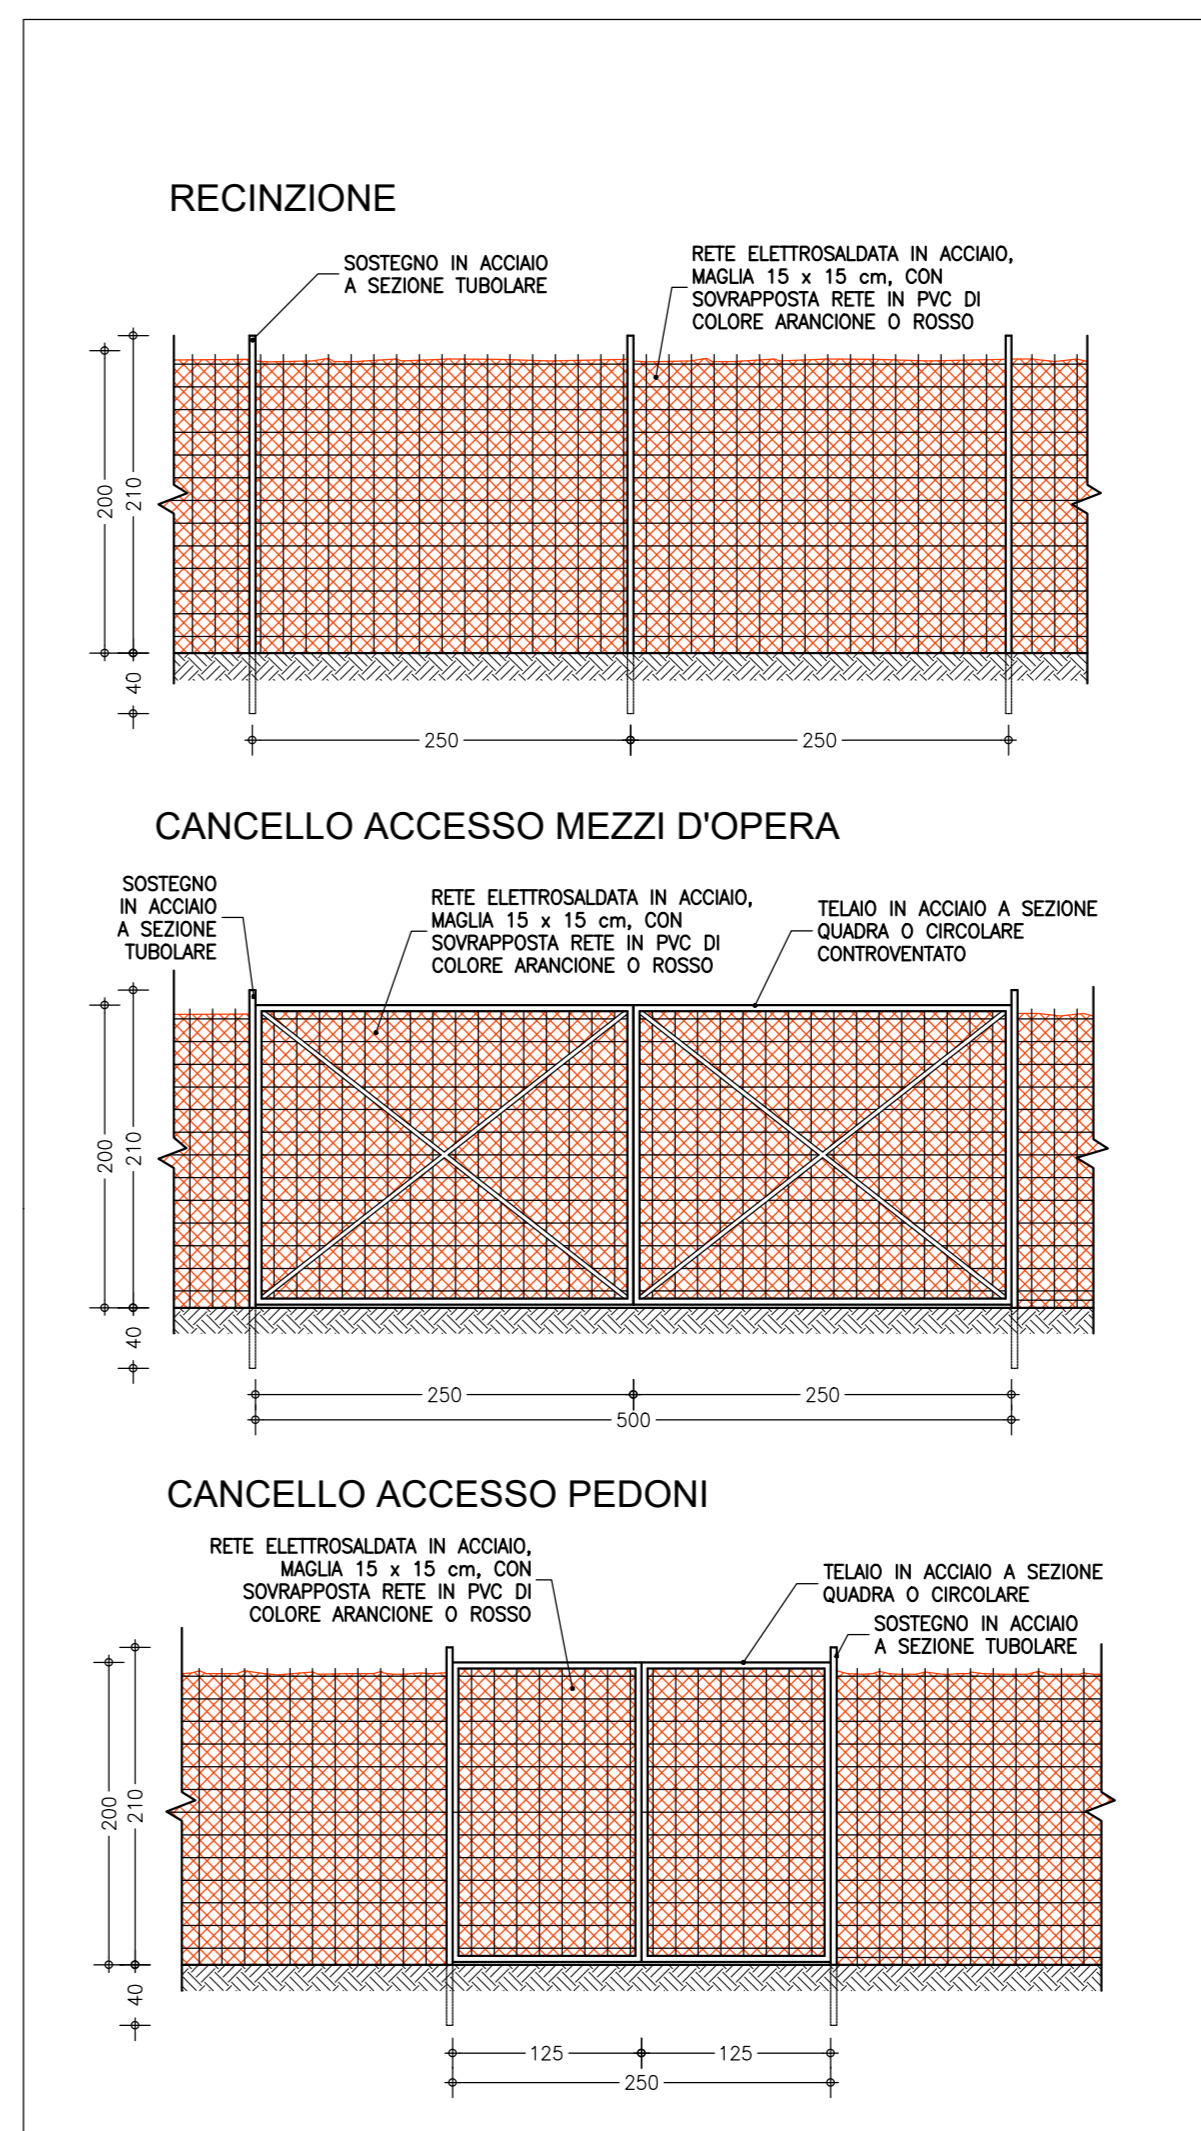 RECINZIONE
SOSTEGNO IN ACCIAIO
A SEZIONE TUBOLARE
RETE ELETTROSALDATA IN ACCIAIO,
MAGLIA 15 x 15 cm, CON
SOVRAPPOSTA RETE IN PVC DI
COLORE ARANCIONE O ROSSO
200
210
40
250
250
CANCELLO ACCESSO MEZZI D'OPERA
SOSTEGNO
IN ACCIAIO
A SEZIONE
TUBOLARE
RETE ELETTROSALDATA IN ACCIAIO,
MAGLIA 15 x 15 cm, CON
SOVRAPPOSTA RETE IN PVC DI
COLORE ARANCIONE O ROSSO
TELAIO IN ACCIAIO A SEZIONE
QUADRA O CIRCOLARE
CONTROVENTATO
200
210
40
250
250
500
CANCELLO ACCESSO PEDONI
RETE ELETTROSALDATA IN ACCIAIO,
MAGLIA 15 x 15 cm, CON
SOVRAPPOSTA RETE IN PVC DI
COLORE ARANCIONE O ROSSO
TELAIO IN ACCIAIO A SEZIONE
QUADRA O CIRCOLARE
SOSTEGNO IN ACCIAIO
A SEZIONE TUBOLARE
200
210
40
125
125
250